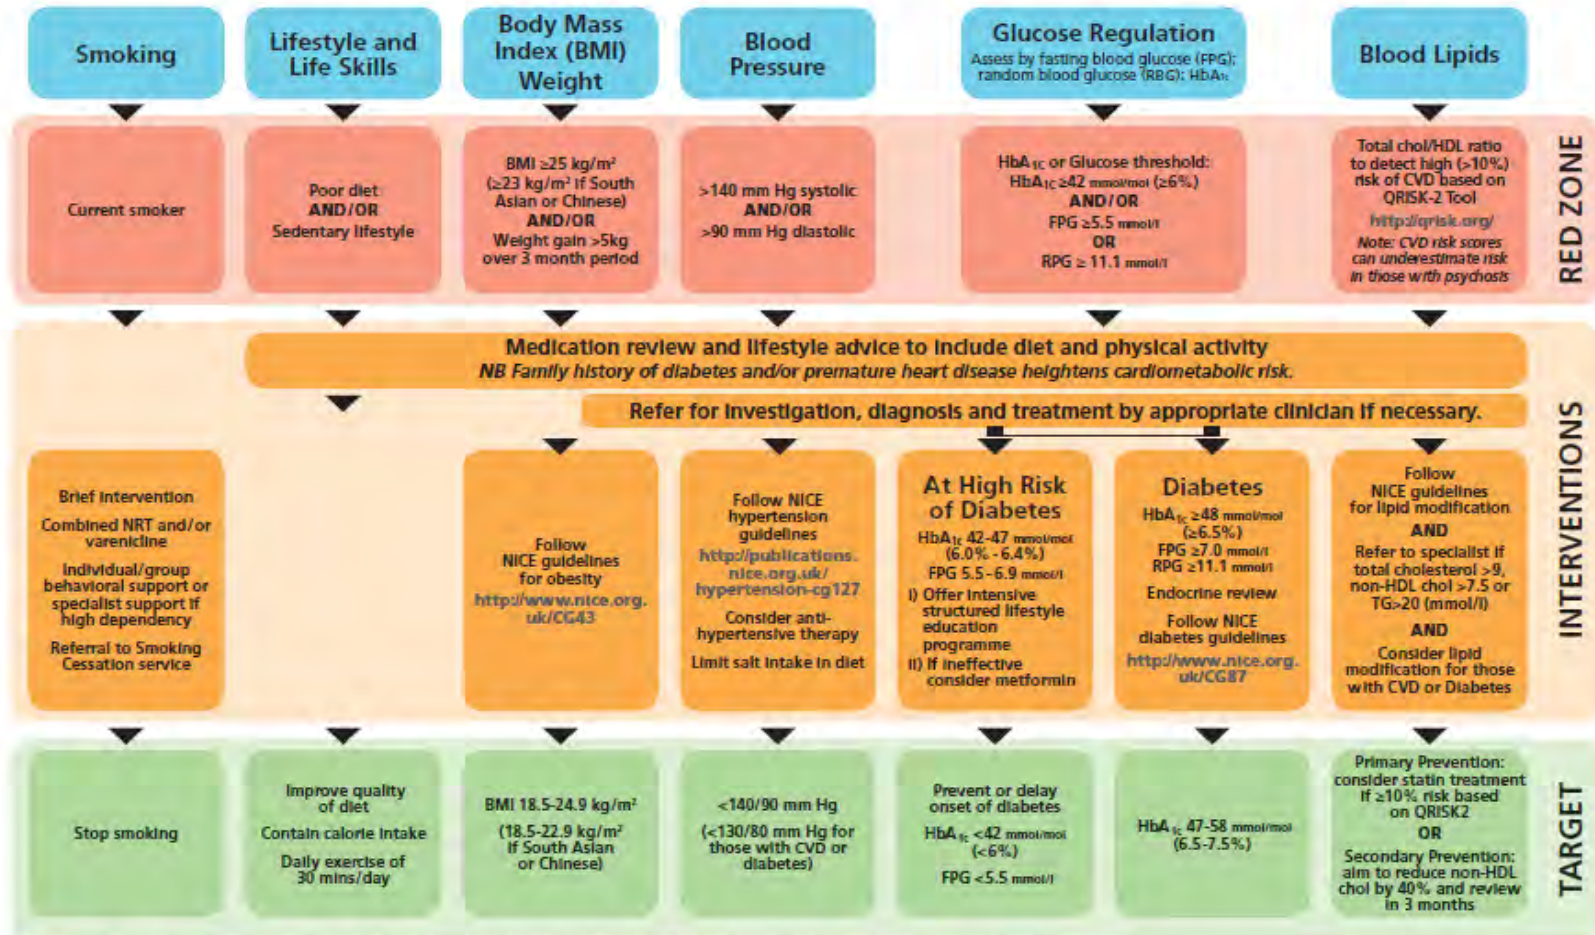 Smoking
Lifestyle and
Life Skills
Body Mass
Index (BMI)
Weight
Blood
Pressure
Glucose Regulation
Assess by fasting blood glucose (FPG);
random blood glucose (RBG); HbA1c
Blood Lipids
RED ZONE
Current smoker
Poor diet
AND/OR
Sedentary lifestyle
BMI ≥25 kg/m²
(≥23 kg/m² if South
Asian or Chinese)
AND/OR
Weight gain >5kg
over 3 month period
>140 mm Hg systolic
AND/OR
>90 mm Hg diastolic
HbA1C or Glucose threshold:
HbA1C ≥42 mmol/mol (≥6%)
AND/OR
FPG ≥5.5 mmol/l
OR
RPG ≥ 11.1 mmol/l
Total chol/HDL ratio
to detect high (>10%)
risk of CVD based on
QRISK-2 Tool
http://qrisk.org/
Note: CVD risk scores
can underestimate risk
in those with psychosis
INTERVENTIONS
Medication review and lifestyle advice to include diet and physical activity
NB Family history of diabetes and/or premature heart disease heightens cardiometabolic risk.
Refer for investigation, diagnosis and treatment by appropriate clinician if necessary.
Brief intervention
Combined NRT and/or
varenicline
Individual/group
behavioral support or
specialist support if
high dependency
Referral to Smoking
Cessation service
Follow
NICE guidelines
for obesity
http://www.nice.org.
uk/CG43
Follow NICE
hypertension
guidelines
http://publications.
nice.org.uk/
hypertension-cg127
Consider anti-
hypertensive therapy
Limit salt intake in diet
At High Risk
of Diabetes
HbA1c 42-47 mmol/mol
(6.0% - 6.4%)
FPG 5.5 - 6.9 mmol/l
i) Offer intensive
structured lifestyle
education
programme
ii) If ineffective
consider metformin
Diabetes
HbA1c ≥48 mmol/mol
(≥6.5%)
FPG ≥7.0 mmol/l
RPG ≥11.1 mmol/l
Endocrine review
Follow NICE
diabetes guidelines
http://www.nice.org.
uk/CG87
Follow
NICE guidelines
for lipid modification
AND
Refer to specialist if
total cholesterol >9,
non-HDL chol >7.5 or
TG>20 (mmol/l)
AND
Consider lipid
modification for those
with CVD or Diabetes
TARGET
Stop smoking
Improve quality
of diet
Contain calorie intake
Daily exercise of
30 mins/day
BMI 18.5-24.9 kg/m²
(18.5-22.9 kg/m²
if South Asian
or Chinese)
<140/90 mm Hg
(<130/80 mm Hg for
those with CVD or
diabetes)
Prevent or delay
onset of diabetes
HbA1c <42 mmol/mol
(<6%)
FPG <5.5 mmol/l
HbA1c 47-58 mmol/mol
(6.5-7.5%)
Primary Prevention:
consider statin treatment
if ≥10% risk based
on QRISK2
OR
Secondary Prevention:
aim to reduce non-HDL
chol by 40% and review
in 3 months